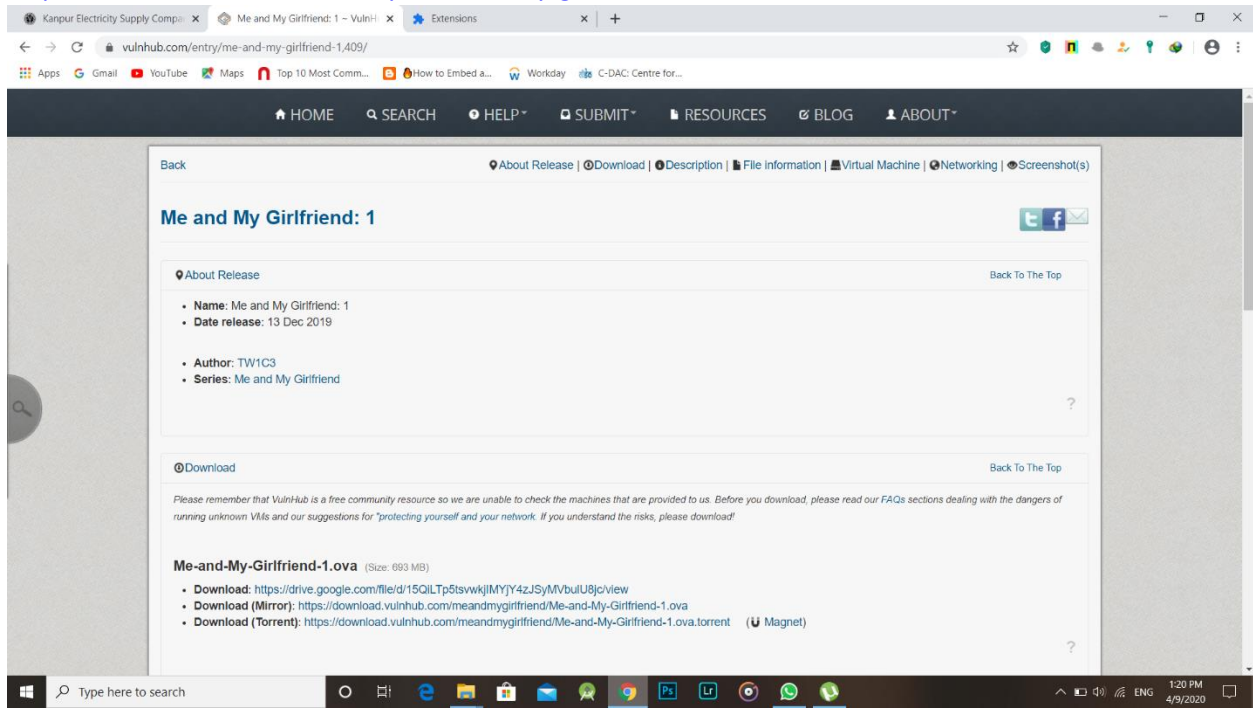 Kanpur Electricity Supply Compa
Me and My Girlfriend: 1 ~ VulnH
Extensions
vulnhub.com/entry/me-and-my-girlfriend-1,409/
Apps Gmail YouTube Maps Top 10 Most Comm... How to Embed a... Workday C-DAC: Centre for...
HOME SEARCH HELP SUBMIT RESOURCES BLOG ABOUT
Back
About Release | Download | Description | File information | Virtual Machine | Networking | Screenshot(s)
Me and My Girlfriend: 1
About Release
Back To The Top
Name: Me and My Girlfriend: 1
Date release: 13 Dec 2019
Author: TW1C3
Series: Me and My Girlfriend
?
Download
Back To The Top
Please remember that VulnHub is a free community resource so we are unable to check the machines that are provided to us. Before you download, please read our FAQs sections dealing with the dangers of
running unknown VMs and our suggestions for "protecting yourself and your network. If you understand the risks, please download!
Me-and-My-Girlfriend-1.ova (Size: 693 MB)
Download: https://drive.google.com/file/d/15QiLTp5tsvwkjIMYjY4zJSyMVbulU8jc/view
Download (Mirror): https://download.vulnhub.com/meandmygirlfriend/Me-and-My-Girlfriend-1.ova
Download (Torrent): https://download.vulnhub.com/meandmygirlfriend/Me-and-My-Girlfriend-1.ova.torrent (Magnet)
?
Type here to search
Ps
Lr
ENG
1:20 PM
4/9/2020